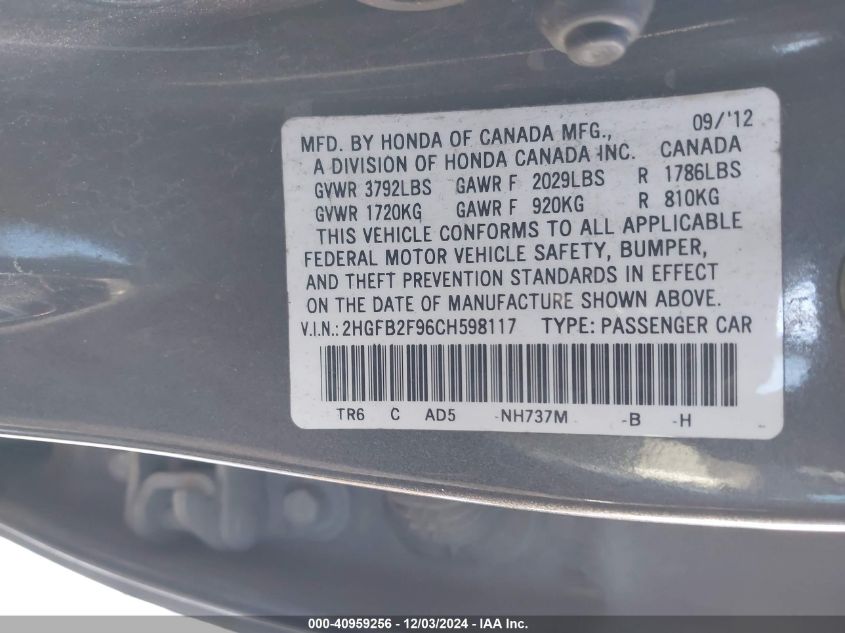 09/'12
MFD. BY HONDA OF CANADA MFG.,
A DIVISION OF HONDA CANADA INC. CANADA
GVWR 3792LBS GAWR F 2029LBS R 1786LBS
GVWR 1720KG GAWR F 920KG R 810KG
THIS VEHICLE CONFORMS TO ALL APPLICABLE
FEDERAL MOTOR VEHICLE SAFETY, BUMPER,
AND THEFT PREVENTION STANDARDS IN EFFECT
ON THE DATE OF MANUFACTURE SHOWN ABOVE.
V.I.N.: 2HGFB2F96CH598117 TYPE: PASSENGER CAR
TR6 C AD5 -NH737M -B -H
000-40959256 - 12/03/2024 - IAA Inc.